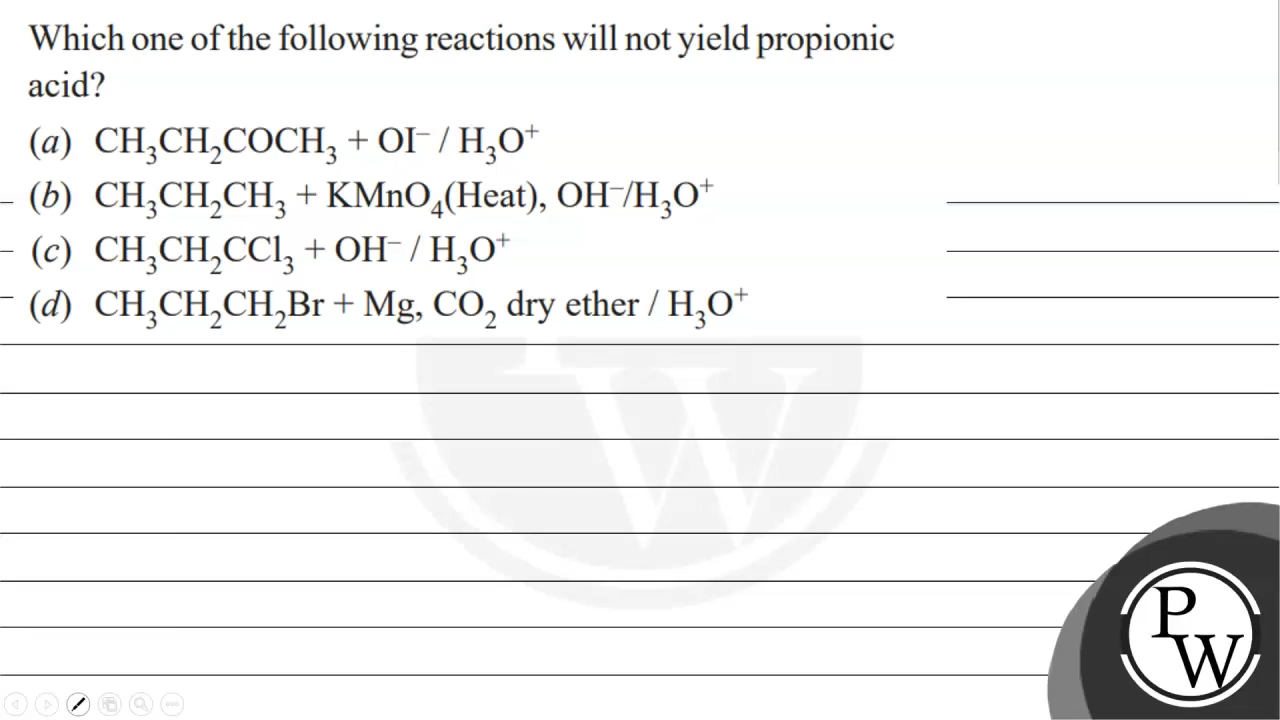 Which one of the following reactions will not yield propionic
acid?
(a) CH₃CH₂COCH₃ + OI⁻ / H₃O⁺
(b) CH₃CH₂CH₃ + KMnO₄(Heat), OH⁻/H₃O⁺
(c) CH₃CH₂CCl₃ + OH⁻ / H₃O⁺
(d) CH₃CH₂CH₂Br + Mg, CO₂ dry ether / H₃O⁺
P
W